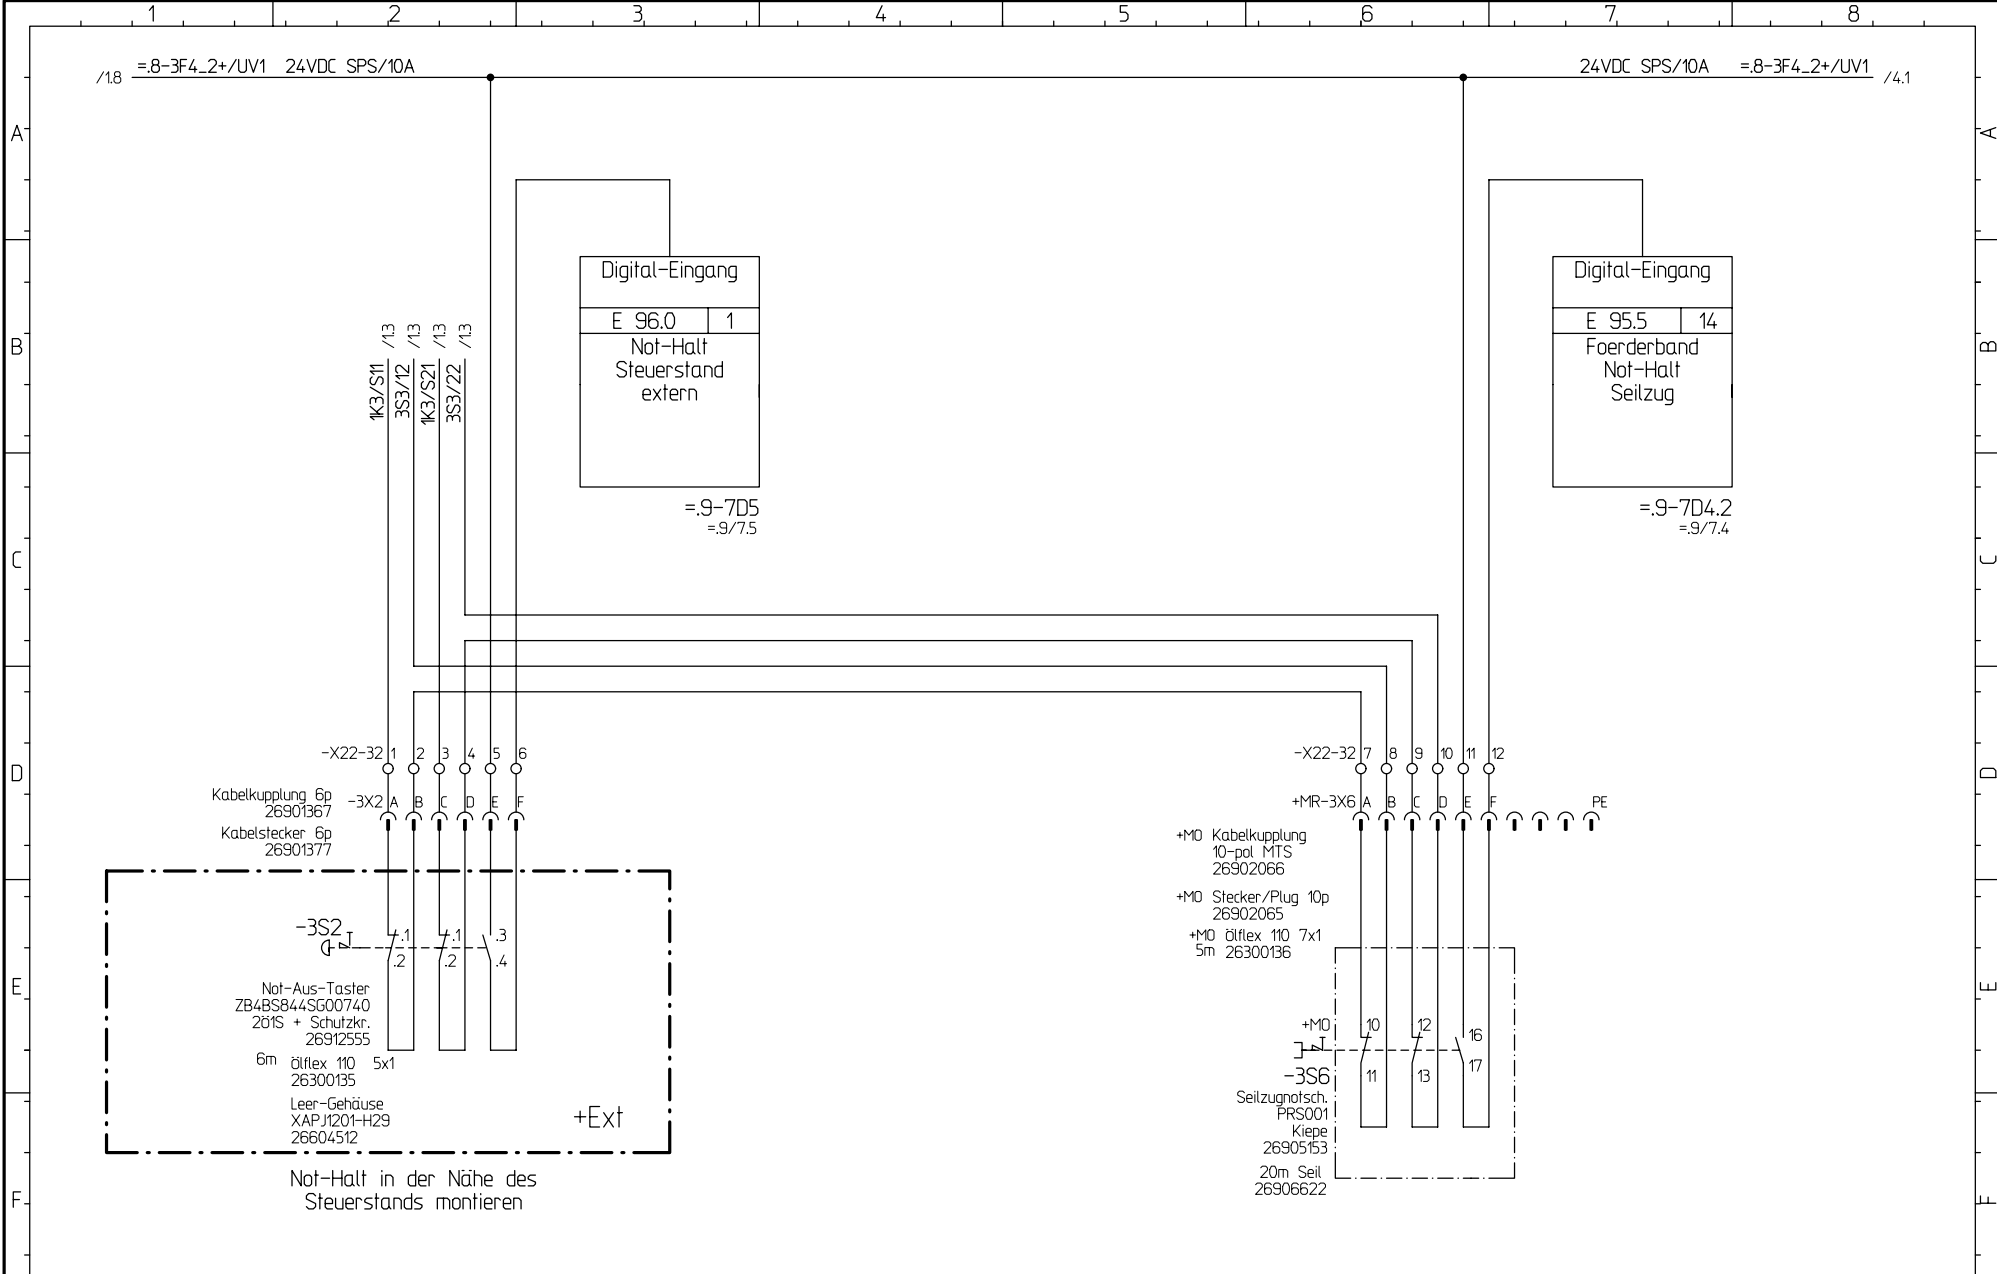 1 2 3 4 5 6 7 8
/1.8 =.8-3F4_2+/UV1 24VDC SPS/10A
24VDC SPS/10A =.8-3F4_2+/UV1 /4.1
A A
Digital-Eingang
E 96.0 1
Not-Halt
Steuerstand
extern
=.9-7D5
=.9/7.5
Digital-Eingang
E 95.5 14
Foerderband
Not-Halt
Seilzug
=.9-7D4.2
=.9/7.4
B B
1K3/S11 /1.3
3S3/12 /1.3
1K3/S21 /1.3
3S3/22 /1.3
C C
-X22-32 1 2 3 4 5 6
-X22-32 7 8 9 10 11 12
D D
Kabelkupplung 6p
26901367
-3X2 A B C D E F
Kabelstecker 6p
26901377
+MR-3X6 A B C D E F PE
+M0 Kabelkupplung
10-pol MTS
26902066
+M0 Stecker/Plug 10p
26902065
+M0 ölflex 110 7x1
5m 26300136
-3S2 .1 .1 .3
.2 .2 .4
E E
Not-Aus-Taster
ZB4BS844SG00740
2ö1S + Schutzkr.
26912555
6m ölflex 110 5x1
26300135
Leer-Gehäuse
XAPJ1201-H29
26604512
+Ext
+M0 10 12 16
-3S6 11 13 17
Seilzugnotsch.
PRS001
Kiepe
26905153
20m Seil
26906622
Not-Halt in der Nähe des
Steuerstands montieren
F F